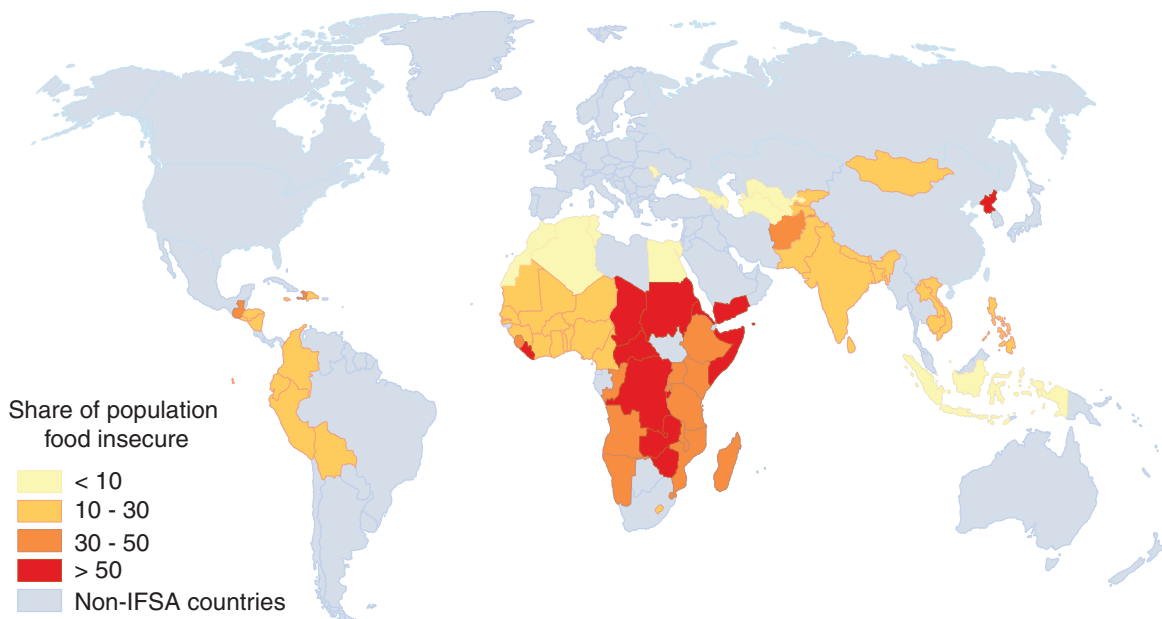 Share of population
food insecure
< 10
10 - 30
30 - 50
> 50
Non-IFSA countries